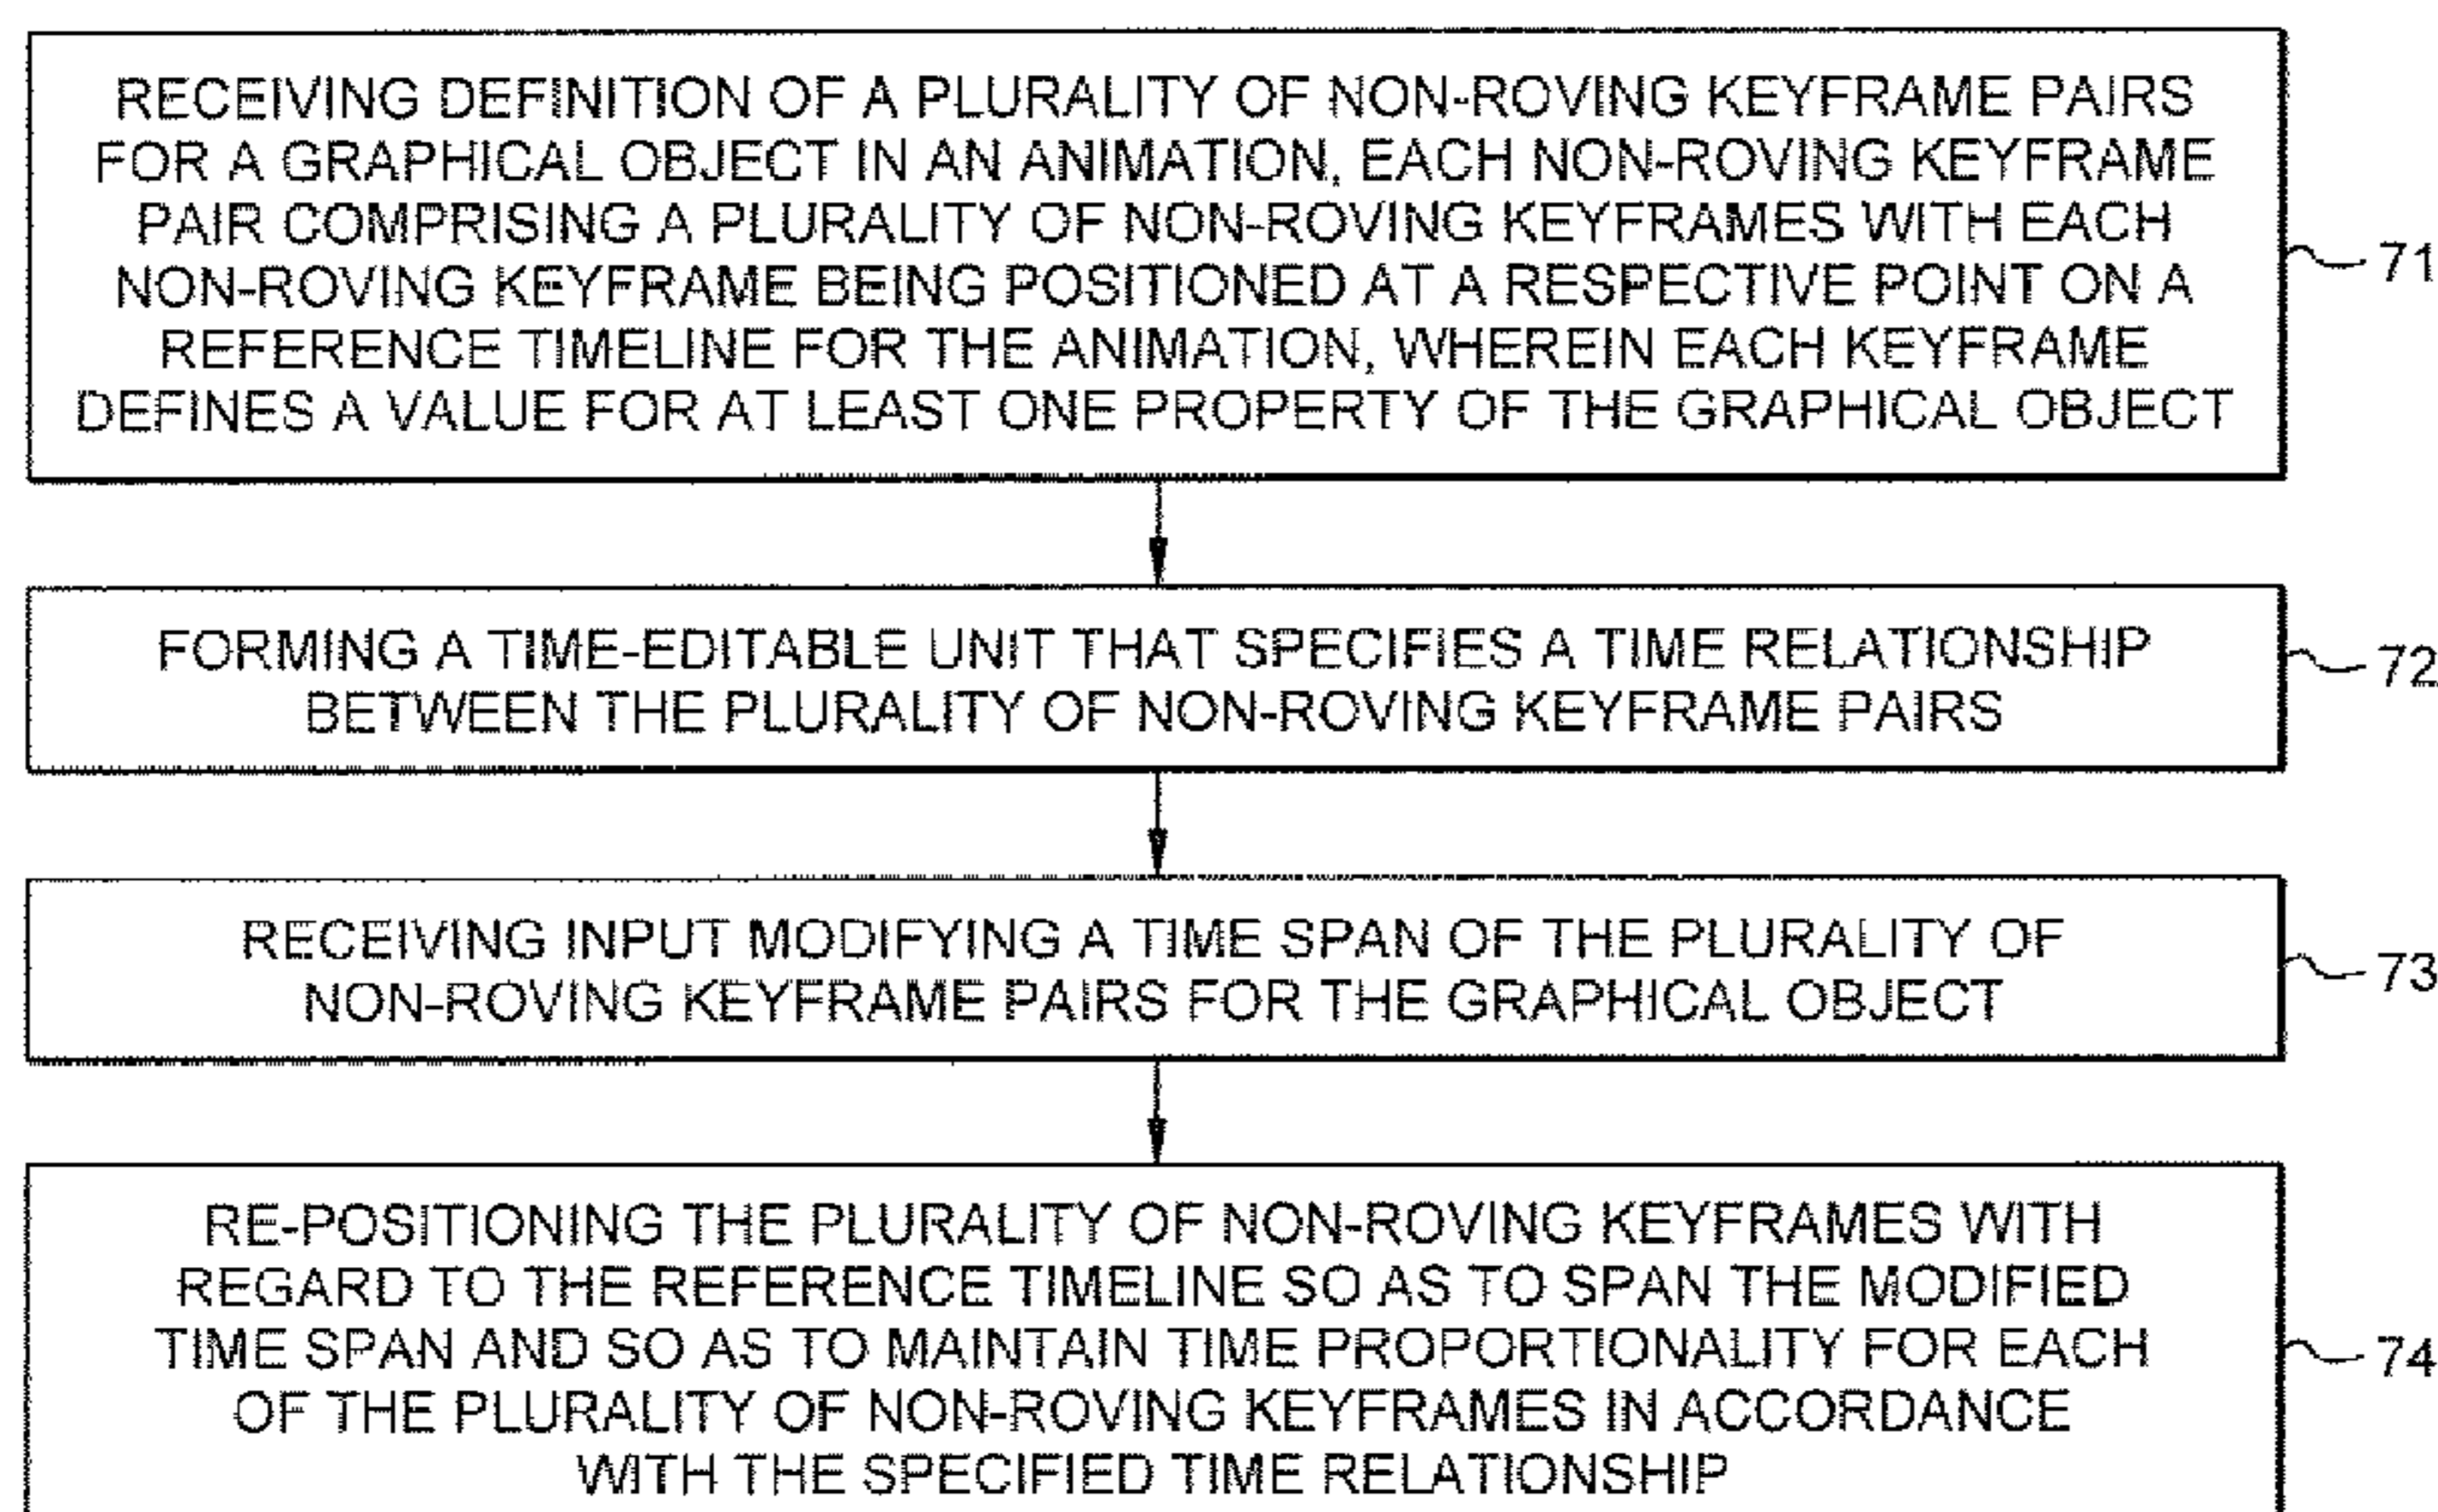 RECEIVING DEFINITION OF A PLURALITY OF NON-ROVING KEYFRAME PAIRS
FOR A GRAPHICAL OBJECT IN AN ANIMATION, EACH NON-ROVING KEYFRAME
PAIR COMPRISING A PLURALITY OF NON-ROVING KEYFRAMES WITH EACH
NON-ROVING KEYFRAME BEING POSITIONED AT A RESPECTIVE POINT ON A
REFERENCE TIMELINE FOR THE ANIMATION, WHEREIN EACH KEYFRAME
DEFINES A VALUE FOR AT LEAST ONE PROPERTY OF THE GRAPHICAL OBJECT
71
FORMING A TIME-EDITABLE UNIT THAT SPECIFIES A TIME RELATIONSHIP
BETWEEN THE PLURALITY OF NON-ROVING KEYFRAME PAIRS
72
RECEIVING INPUT MODIFYING A TIME SPAN OF THE PLURALITY OF
NON-ROVING KEYFRAME PAIRS FOR THE GRAPHICAL OBJECT
73
RE-POSITIONING THE PLURALITY OF NON-ROVING KEYFRAMES WITH
REGARD TO THE REFERENCE TIMELINE SO AS TO SPAN THE MODIFIED
TIME SPAN AND SO AS TO MAINTAIN TIME PROPORTIONALITY FOR EACH
OF THE PLURALITY OF NON-ROVING KEYFRAMES IN ACCORDANCE
WITH THE SPECIFIED TIME RELATIONSHIP
74